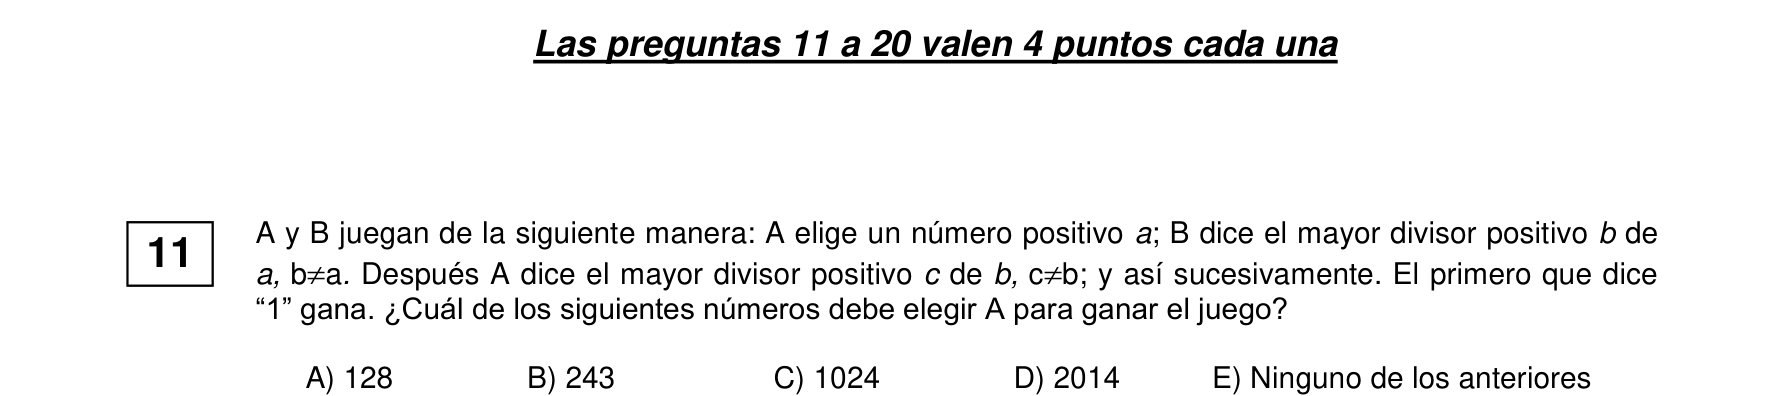 Las preguntas 11 a 20 valen 4 puntos cada una
11
A y B juegan de la siguiente manera: A elige un número positivo a; B dice el mayor divisor positivo b de
a, b≠a. Después A dice el mayor divisor positivo c de b, c≠b; y así sucesivamente. El primero que dice
“1” gana. ¿Cuál de los siguientes números debe elegir A para ganar el juego?
A) 128 B) 243 C) 1024 D) 2014 E) Ninguno de los anteriores